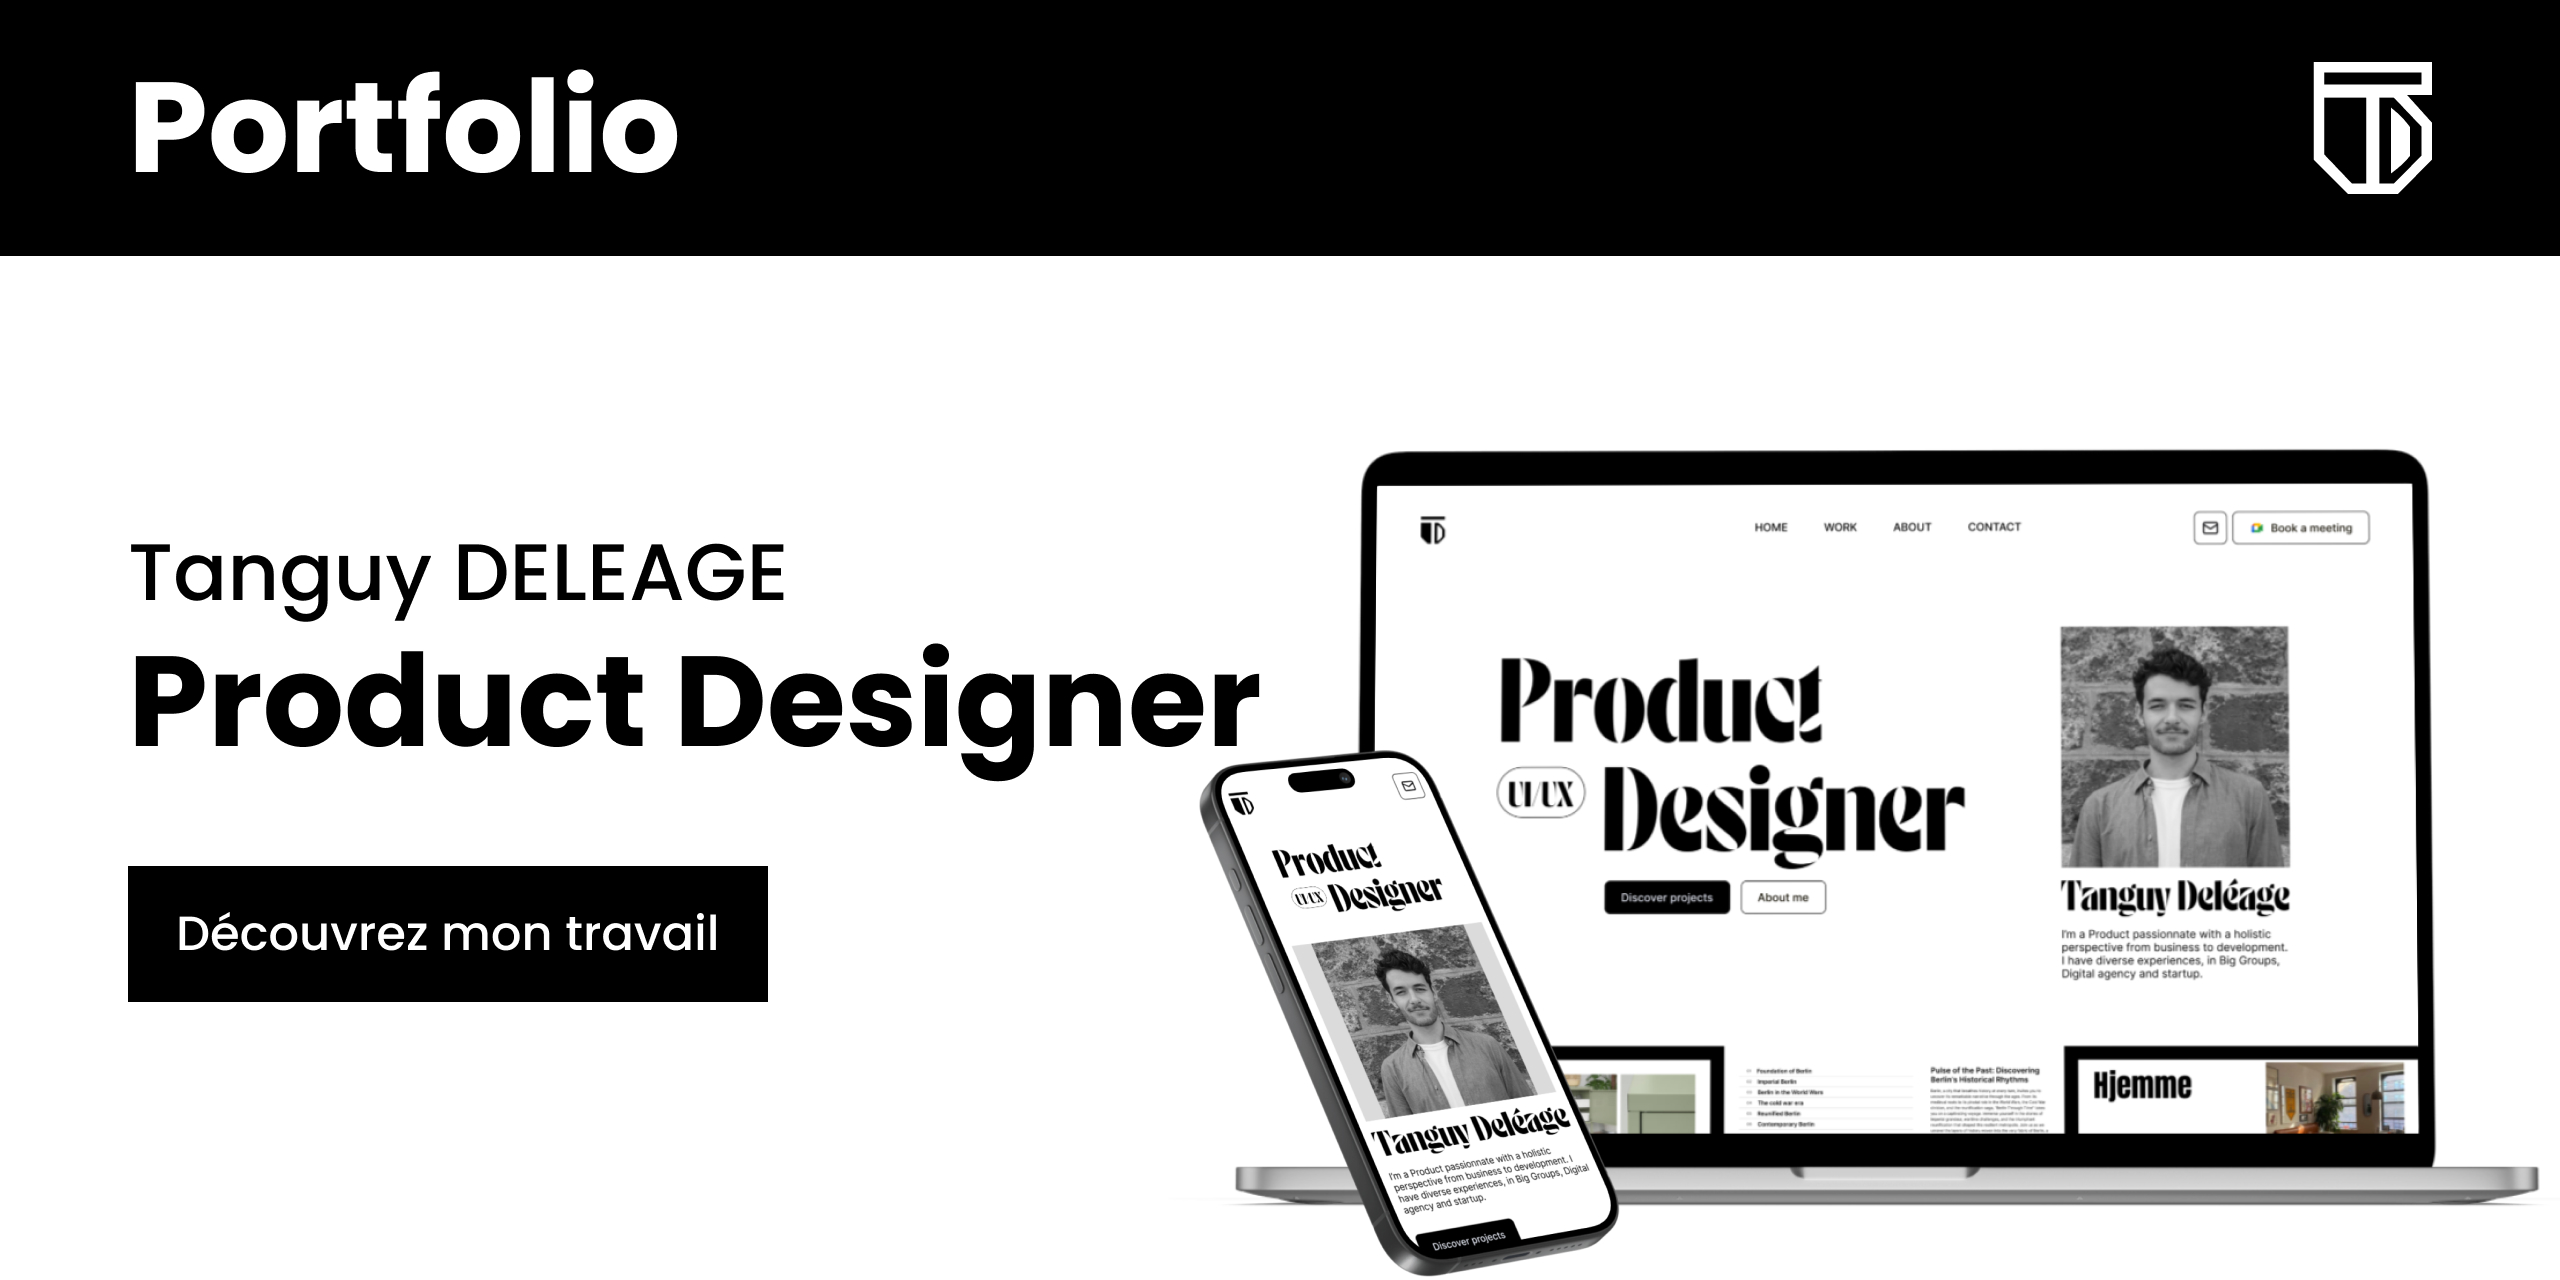 Portfolio
Tanguy DELEAGE
Product Designer
Découvrez mon travail
HOME WORK ABOUT CONTACT
Book a meeting
Product
UI/UX Designer
Discover projects About me
Tanguy Deléage
I'm a Product passionnate with a holistic
perspective from business to development.
I have diverse experiences, in Big Groups,
Digital agency and startup.
Foundation of Berlin
Imperial Berlin
Berlin in the World Wars
The cold war era
Reunified Berlin
Contemporary Berlin
Pulse of the Past: Discovering
Berlin's Historical Rhythms
Hjemme
Product
UI/UX Designer
Tanguy Deléage
I'm a Product passionnate with a holistic
perspective from business to development. I
have diverse experiences, in Big Groups, Digital
agency and startup.
Discover projects